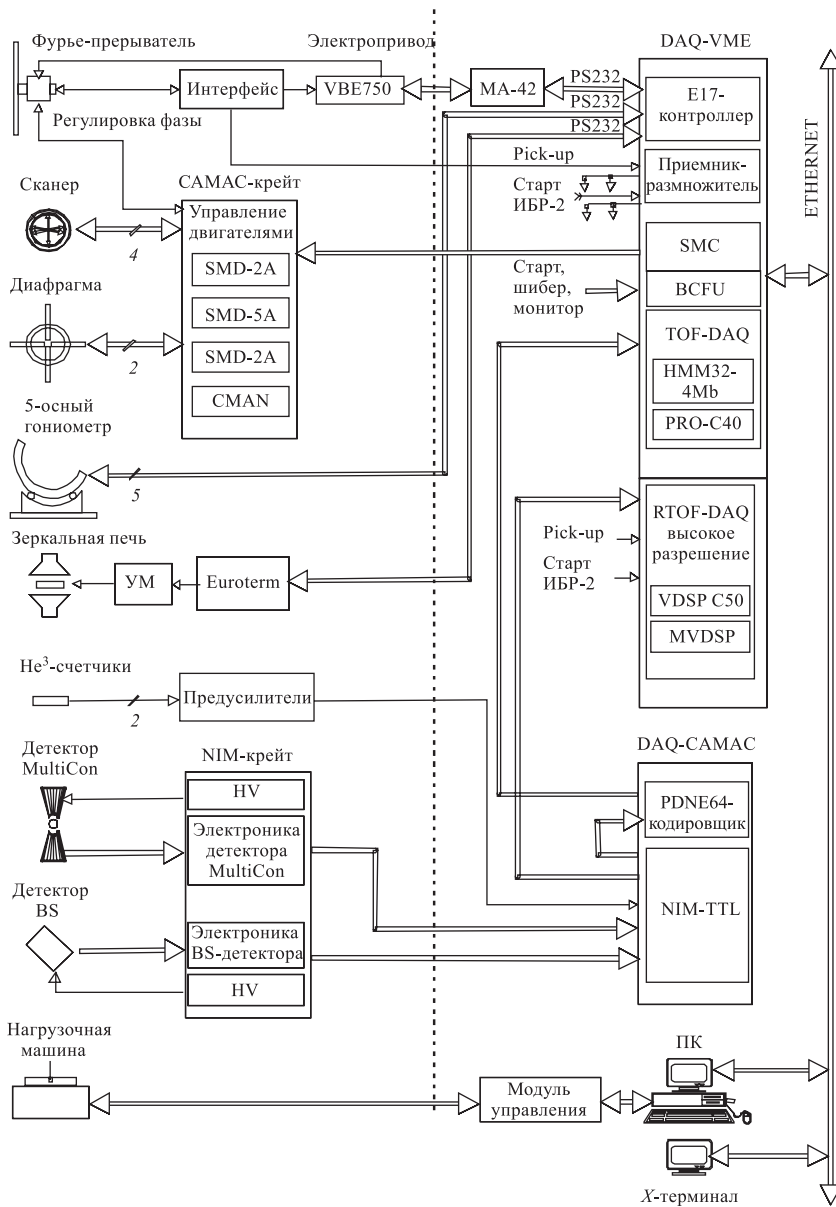 Фурье-прерыватель
Электропривод
DAQ-VME
Интерфейс
VBE750
MA-42
PS232
PS232
PS232
E17-
контроллер
Регулировка фазы
Pick-up
Приемник-
размножитель
Старт
ИБР-2
ETHERNET
Сканер
4
CAMAC-крейт
Управление
двигателями
SMD-2A
SMD-5A
SMD-2A
CMAN
SMC
Старт,
шибер,
монитор
BCFU
Диафрагма
2
TOF-DAQ
HMM32-
4Mb
PRO-C40
5-осный
гониометр
5
RTOF-DAQ
высокое
разрешение
Pick-up
Старт
ИБР-2
VDSP C50
MVDSP
Зеркальная печь
УМ
Euroterm
He³-счетчики
2
Предусилители
Детектор
MultiCon
NIM-крейт
HV
Электроника
детектора
MultiCon
DAQ-CAMAC
PDNE64-
кодировщик
NIM-TTL
Детектор
BS
Электроника
BS-детектора
HV
Нагрузочная
машина
Модуль
управления
ПК
X-терминал